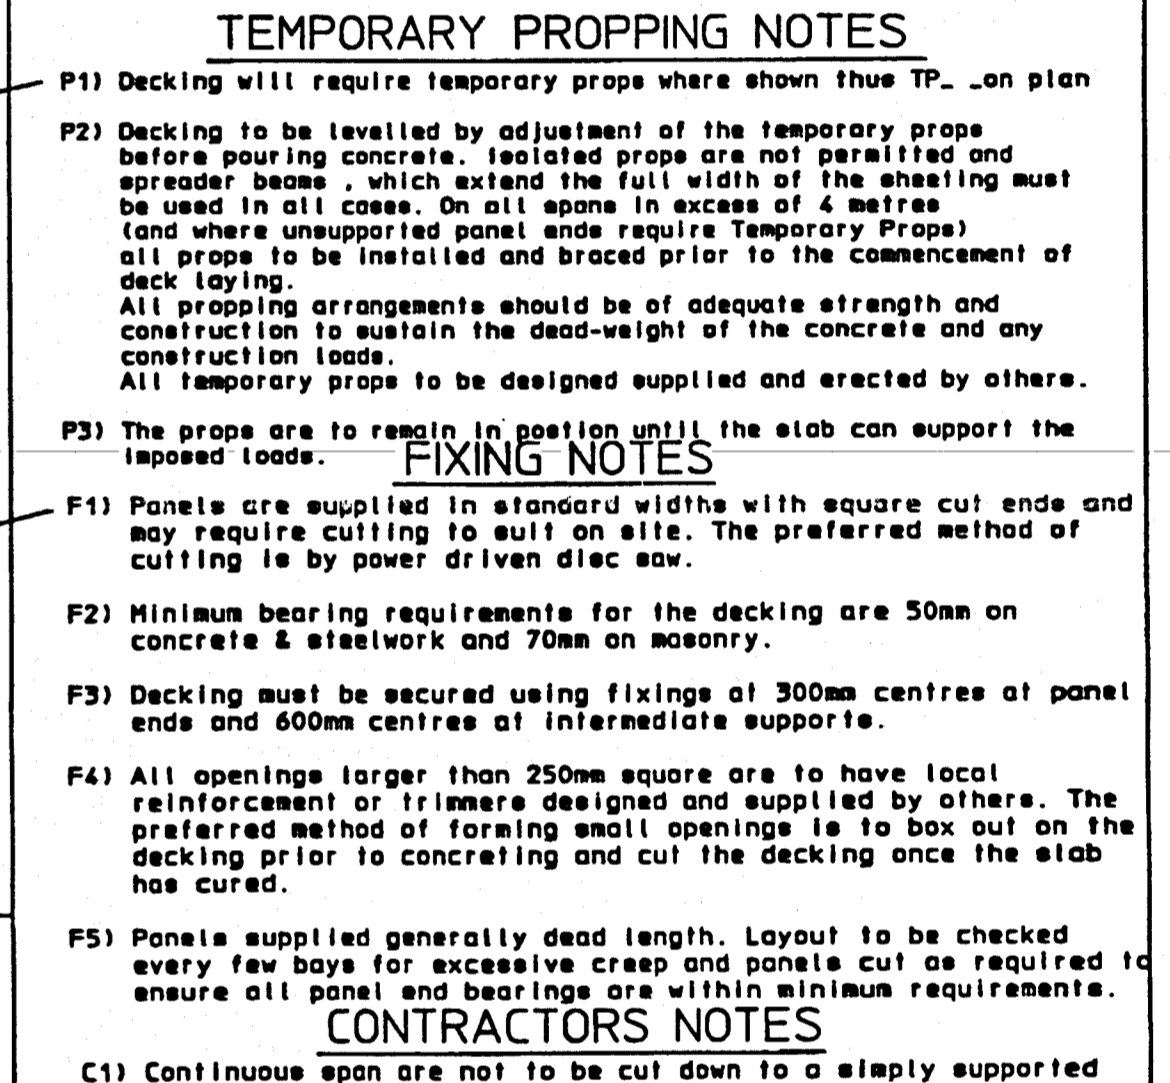 TEMPORARY PROPPING NOTES
P1) Decking will require temporary props where shown thus TP_ _on plan
P2) Decking to be levelled by adjustment of the temporary props
before pouring concrete. Isolated props are not permitted and
spreader beams , which extend the full width of the sheeting must
be used in all cases. On all spans in excess of 4 metres
(and where unsupported panel ends require Temporary Props)
all props to be installed and braced prior to the commencement of
deck laying.
All propping arrangements should be of adequate strength and
construction to sustain the dead-weight of the concrete and any
construction loads.
All temporary props to be designed supplied and erected by others.
P3) The props are to remain in postion until the slab can support the
imposed loads.
FIXING NOTES
F1) Panels are supplied in standard widths with square cut ends and
may require cutting to suit on site. The preferred method of
cutting is by power driven disc saw.
F2) Minimum bearing requirements for the decking are 50mm on
concrete & steelwork and 70mm on masonry.
F3) Decking must be secured using fixings at 300mm centres at panel
ends and 600mm centres at intermediate supports.
F4) All openings larger than 250mm square are to have local
reinforcement or trimmers designed and supplied by others. The
preferred method of forming small openings is to box out on the
decking prior to concreting and cut the decking once the slab
has cured.
F5) Panels supplied generally dead length. Layout to be checked
every few bays for excessive creep and panels cut as required to
ensure all panel end bearings are within minimum requirements.
CONTRACTORS NOTES
C1) Continuous span are not to be cut down to a simply supported